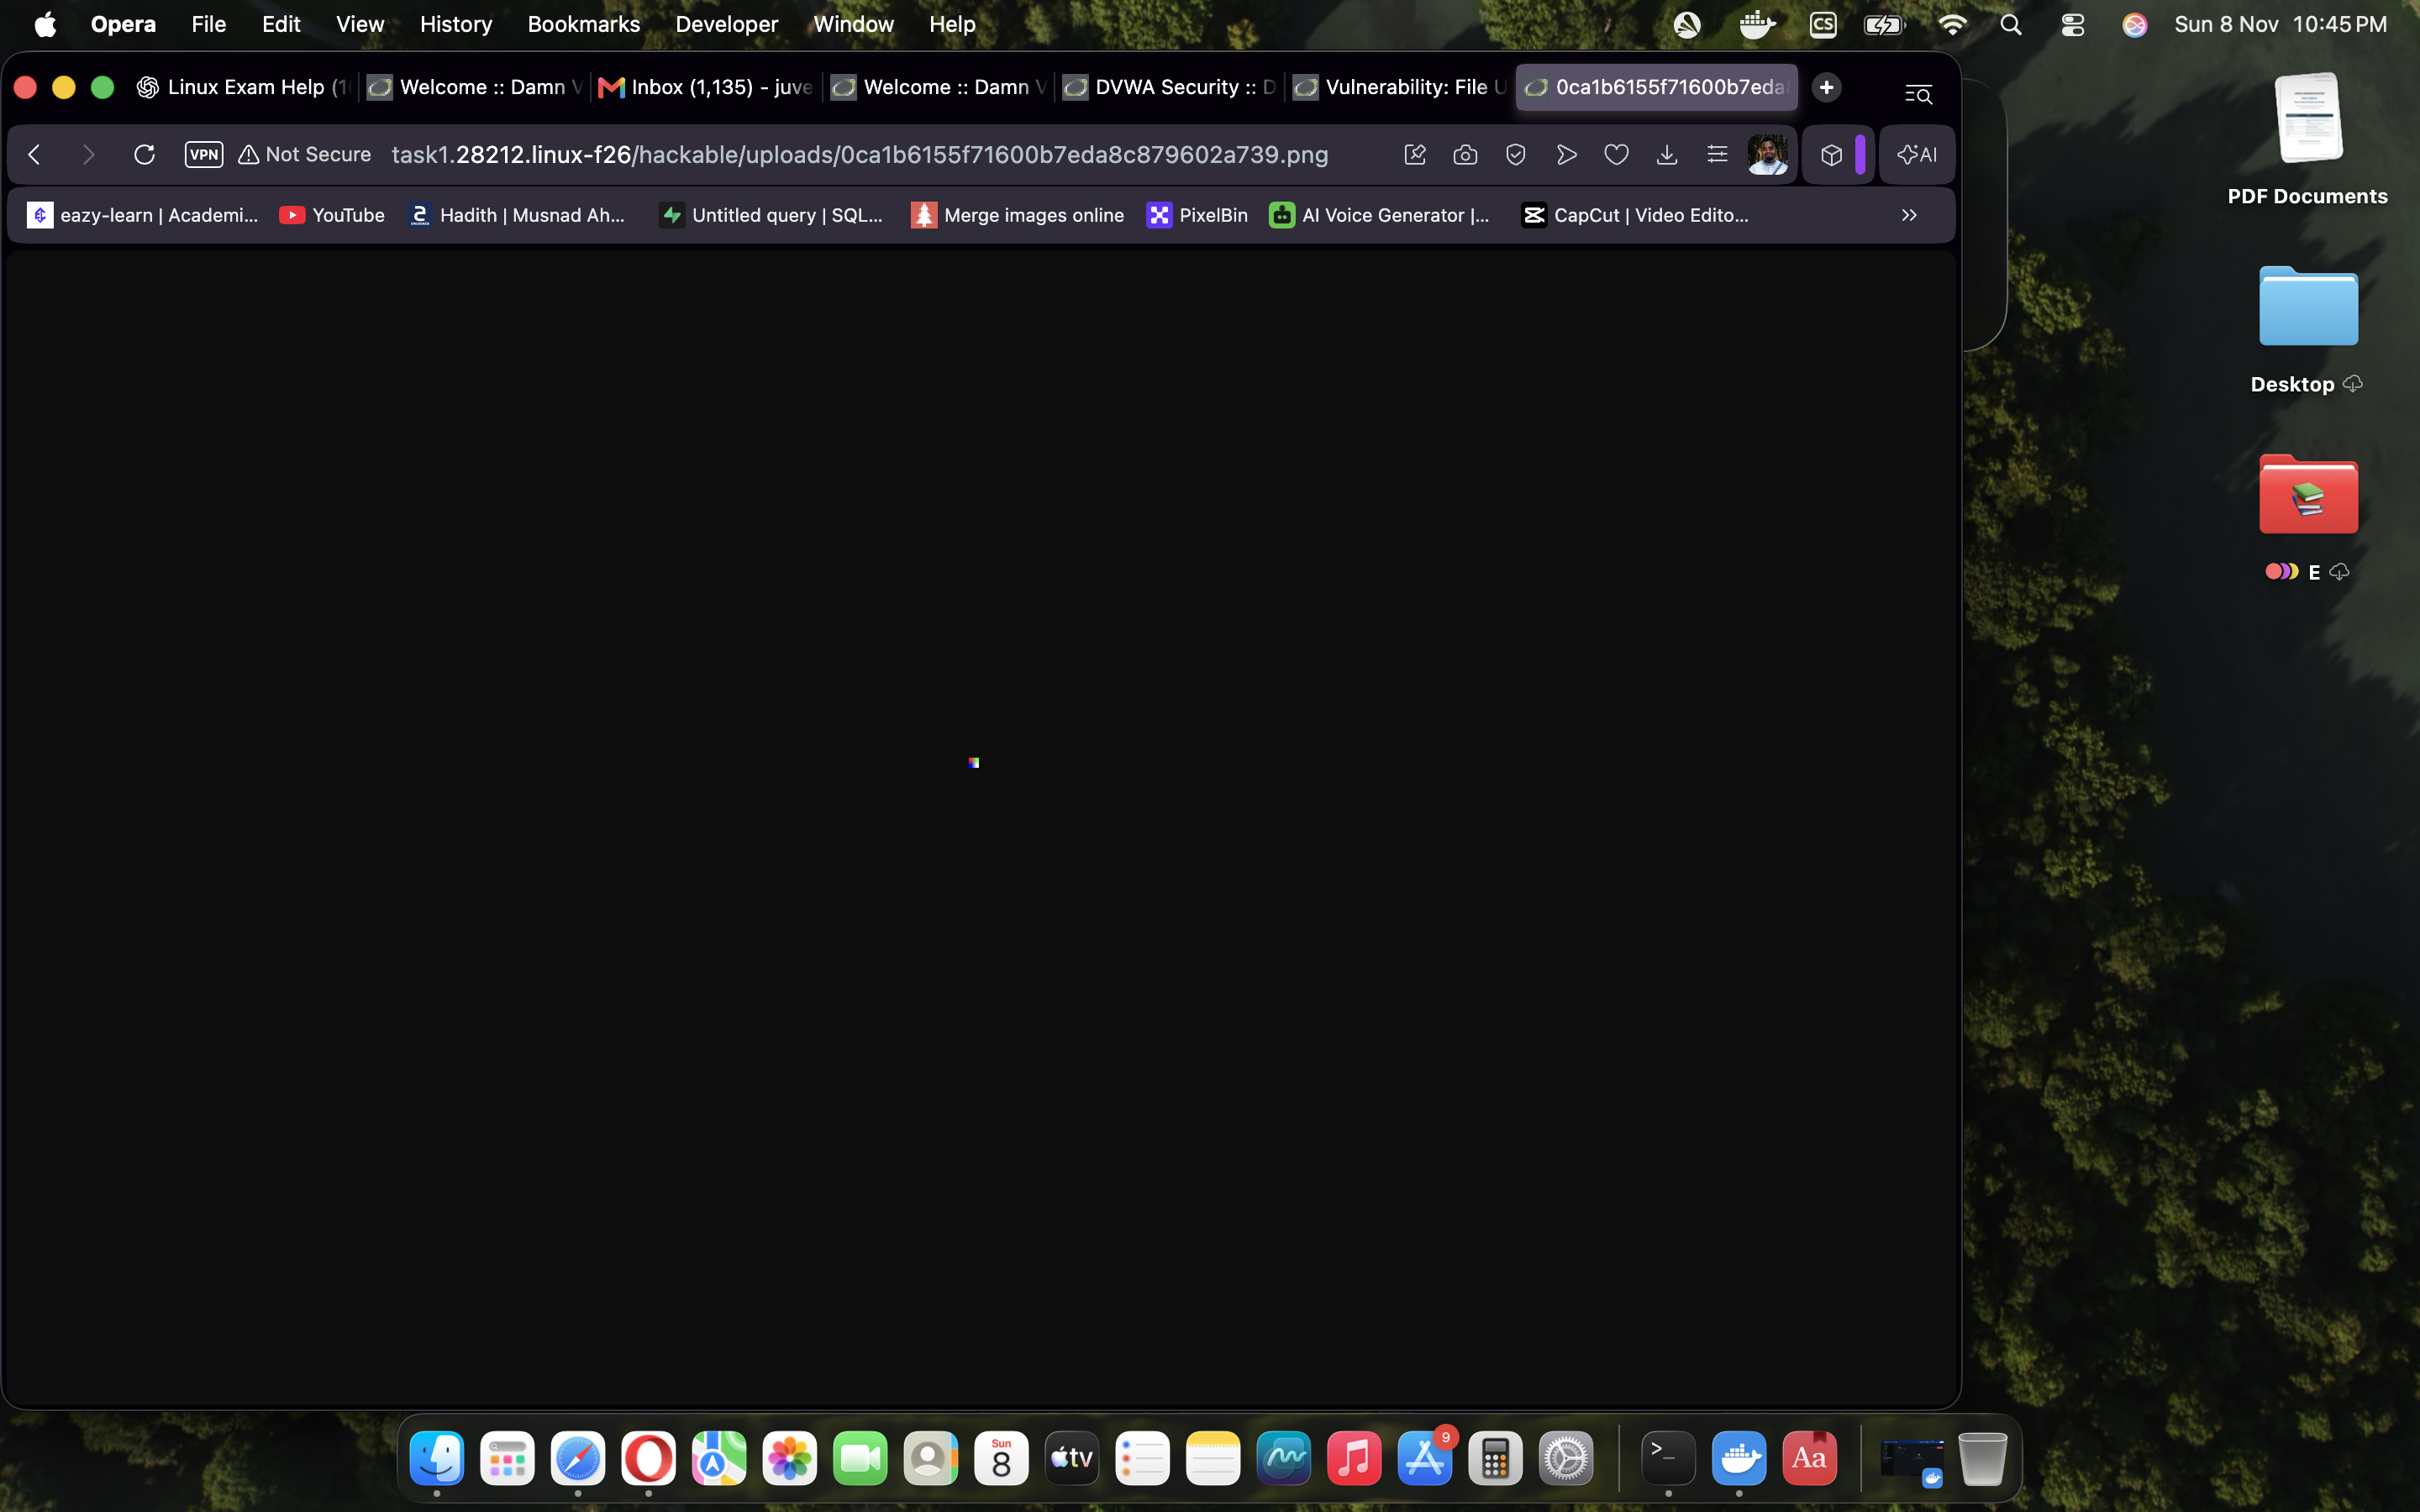 Opera File Edit View History Bookmarks Developer Window Help CS Sun 8 Nov 10:45 PM
Linux Exam Help (1 Welcome :: Damn V Inbox (1,135) - juve Welcome :: Damn V DVWA Security :: D Vulnerability: File U 0ca1b6155f71600b7eda
VPN Not Secure task1.28212.linux-f26/hackable/uploads/0ca1b6155f71600b7eda8c879602a739.png AI
eazy-learn | Academi... YouTube Hadith | Musnad Ah... Untitled query | SQL... Merge images online PixelBin AI Voice Generator |... CapCut | Video Edito... »
PDF Documents
Desktop
E
Sun
8
tv
9
>_
Aa